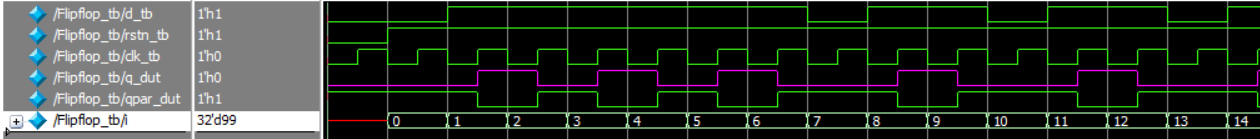 /Flipflop_tb/d_tb 1'h1
/Flipflop_tb/rstn_tb 1'h1
/Flipflop_tb/clk_tb 1'h0
/Flipflop_tb/q_dut 1'h0
/Flipflop_tb/qpar_dut 1'h1
/Flipflop_tb/i 32'd99 0 1 2 3 4 5 6 7 8 9 10 11 12 13 14